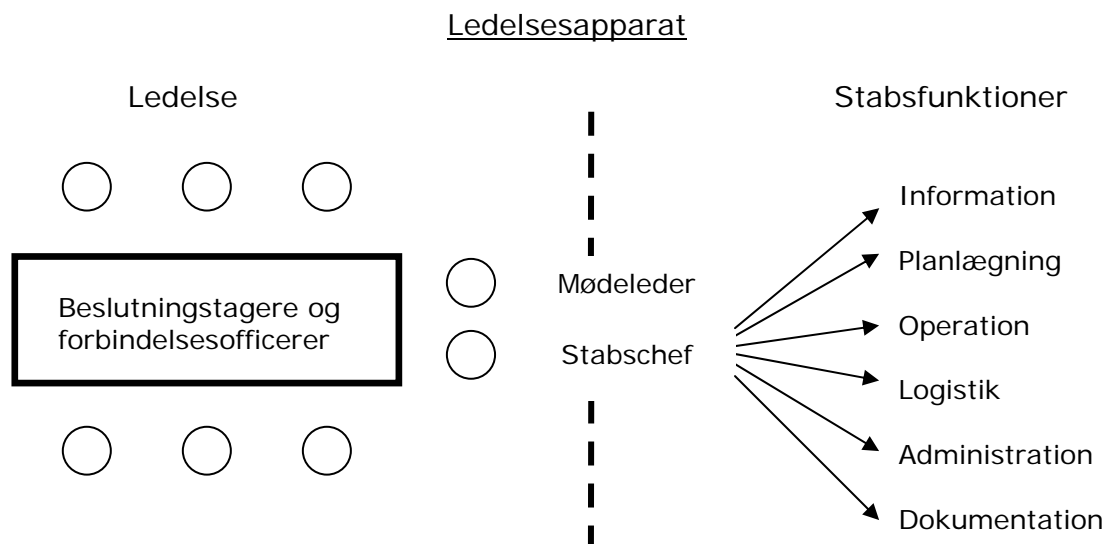 Ledelsesapparat
Ledelse
Stabsfunktioner
Beslutningstagere og
forbindelsesofficerer
Mødeleder
Stabschef
Information
Planlægning
Operation
Logistik
Administration
Dokumentation